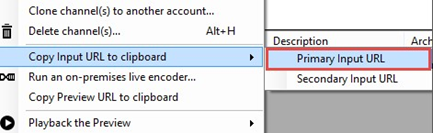 Clone channel(s) to another account...
Delete channel(s)... Alt+H
Copy Input URL to clipboard
Run an on-premises live encoder...
Copy Preview URL to clipboard
Playback the Preview
Description Arch
Primary Input URL
Secondary Input URL